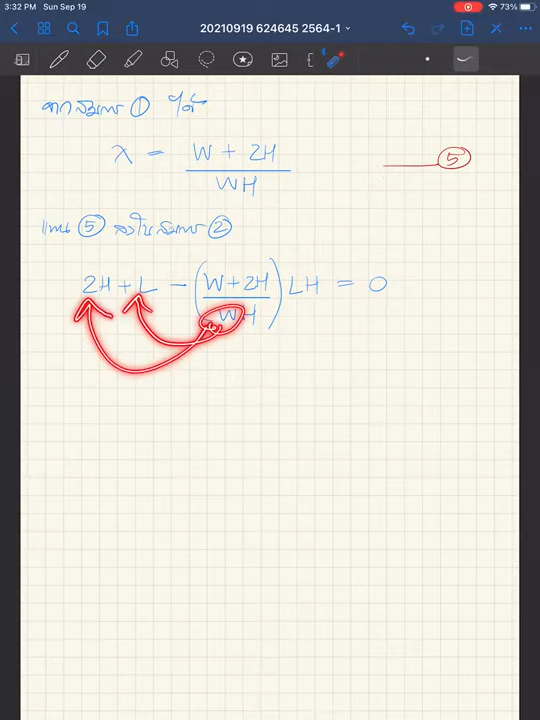 3:32 PM Sun Sep 19
73%
20210919 624645 2564-1
จากสมการ ① ได้
λ = (W + 2H)/(WH)
⑤
แทน ⑤ ลงในสมการ ②
2H + L - ((W + 2H)/(WH)) LH = 0